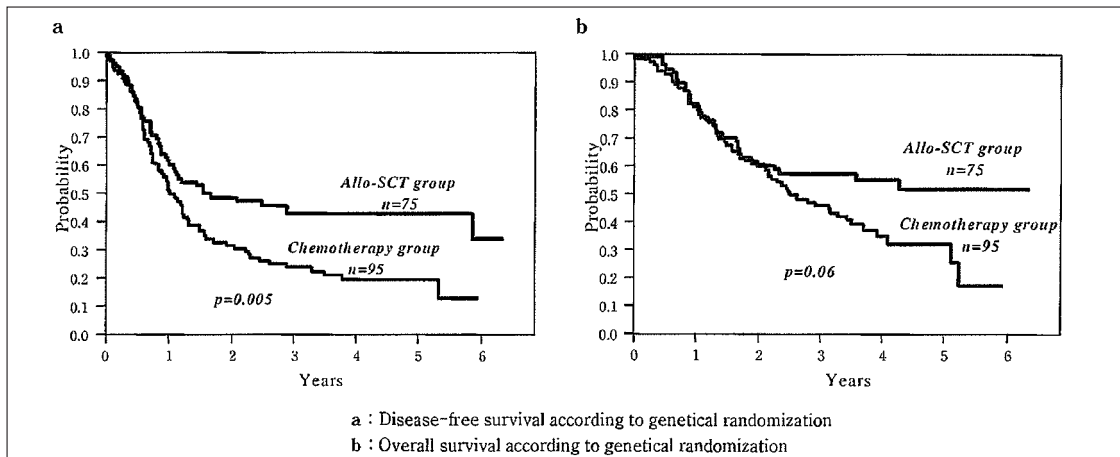 a
1.0
0.9
0.8
0.7
0.6
0.5
0.4
0.3
0.2
0.1
0.0
Probability
Allo-SCT group
n=75
Chemotherapy group
n=95
p=0.005
0 1 2 3 4 5 6
Years
b
1.0
0.9
0.8
0.7
0.6
0.5
0.4
0.3
0.2
0.1
0.0
Probability
Allo-SCT group
n=75
Chemotherapy group
n=95
p=0.06
0 1 2 3 4 5 6
Years
a : Disease-free survival according to genetical randomization
b : Overall survival according to genetical randomization